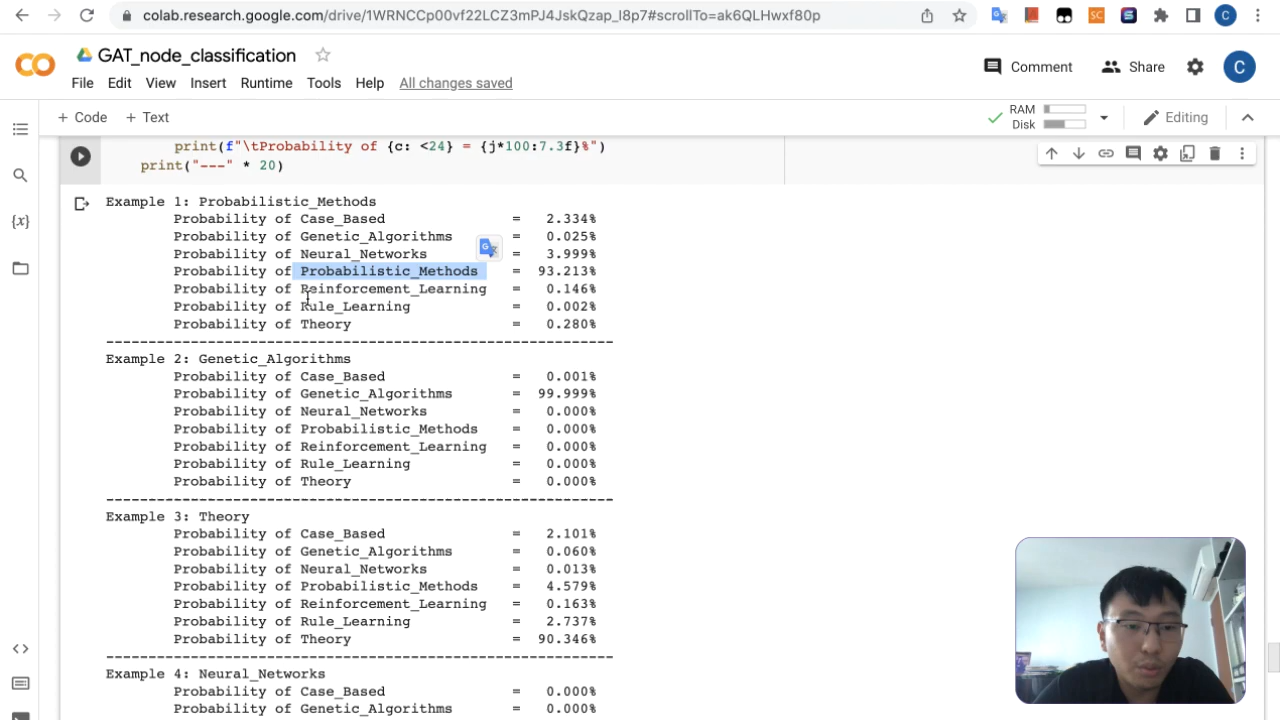 colab.research.google.com/drive/1WRNCCp00vf22LCZ3mPJ4JskQzap_l8p7#scrollTo=ak6QLHwxf80p
SC
S
C
CO
GAT_node_classification
Comment
Share
C
File Edit View Insert Runtime Tools Help All changes saved
+ Code + Text
RAM
Disk
Editing
print(f"\tProbability of {c: <24} = {j*100:7.3f}%")
print("---" * 20)
{x}
Example 1: Probabilistic_Methods
Probability of Case_Based = 2.334%
Probability of Genetic_Algorithms = 0.025%
Probability of Neural_Networks = 3.999%
Probability of Probabilistic_Methods = 93.213%
Probability of Reinforcement_Learning = 0.146%
Probability of Rule_Learning = 0.002%
Probability of Theory = 0.280%
------------------------------------------------------------
Example 2: Genetic_Algorithms
Probability of Case_Based = 0.001%
Probability of Genetic_Algorithms = 99.999%
Probability of Neural_Networks = 0.000%
Probability of Probabilistic_Methods = 0.000%
Probability of Reinforcement_Learning = 0.000%
Probability of Rule_Learning = 0.000%
Probability of Theory = 0.000%
------------------------------------------------------------
Example 3: Theory
Probability of Case_Based = 2.101%
Probability of Genetic_Algorithms = 0.060%
Probability of Neural_Networks = 0.013%
Probability of Probabilistic_Methods = 4.579%
Probability of Reinforcement_Learning = 0.163%
Probability of Rule_Learning = 2.737%
Probability of Theory = 90.346%
------------------------------------------------------------
Example 4: Neural_Networks
Probability of Case_Based = 0.000%
Probability of Genetic_Algorithms = 0.000%